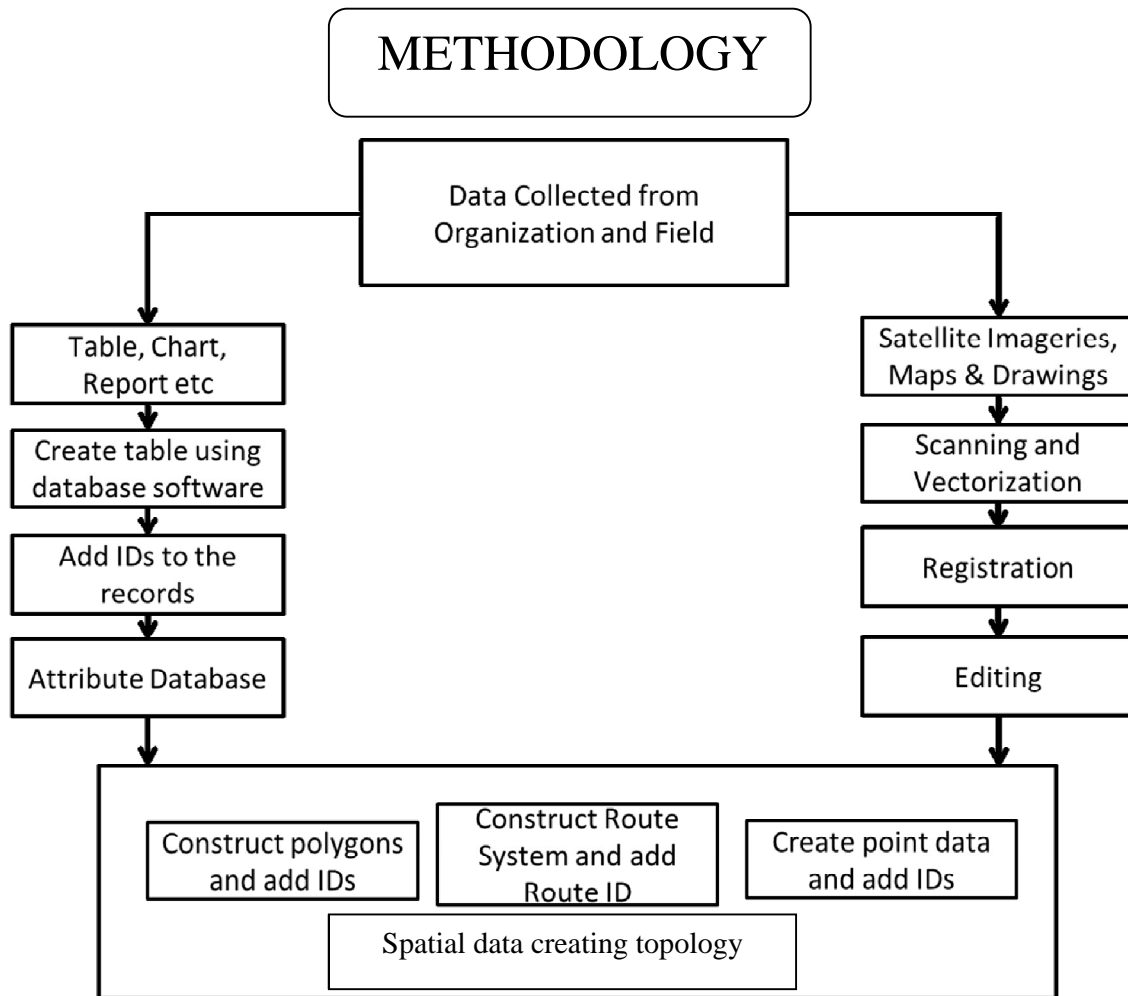 METHODOLOGY
Data Collected from
Organization and Field
Table, Chart,
Report etc
Create table using
database software
Add IDs to the
records
Attribute Database
Satellite Imageries,
Maps & Drawings
Scanning and
Vectorization
Registration
Editing
Construct polygons
and add IDs
Construct Route
System and add
Route ID
Create point data
and add IDs
Spatial data creating topology